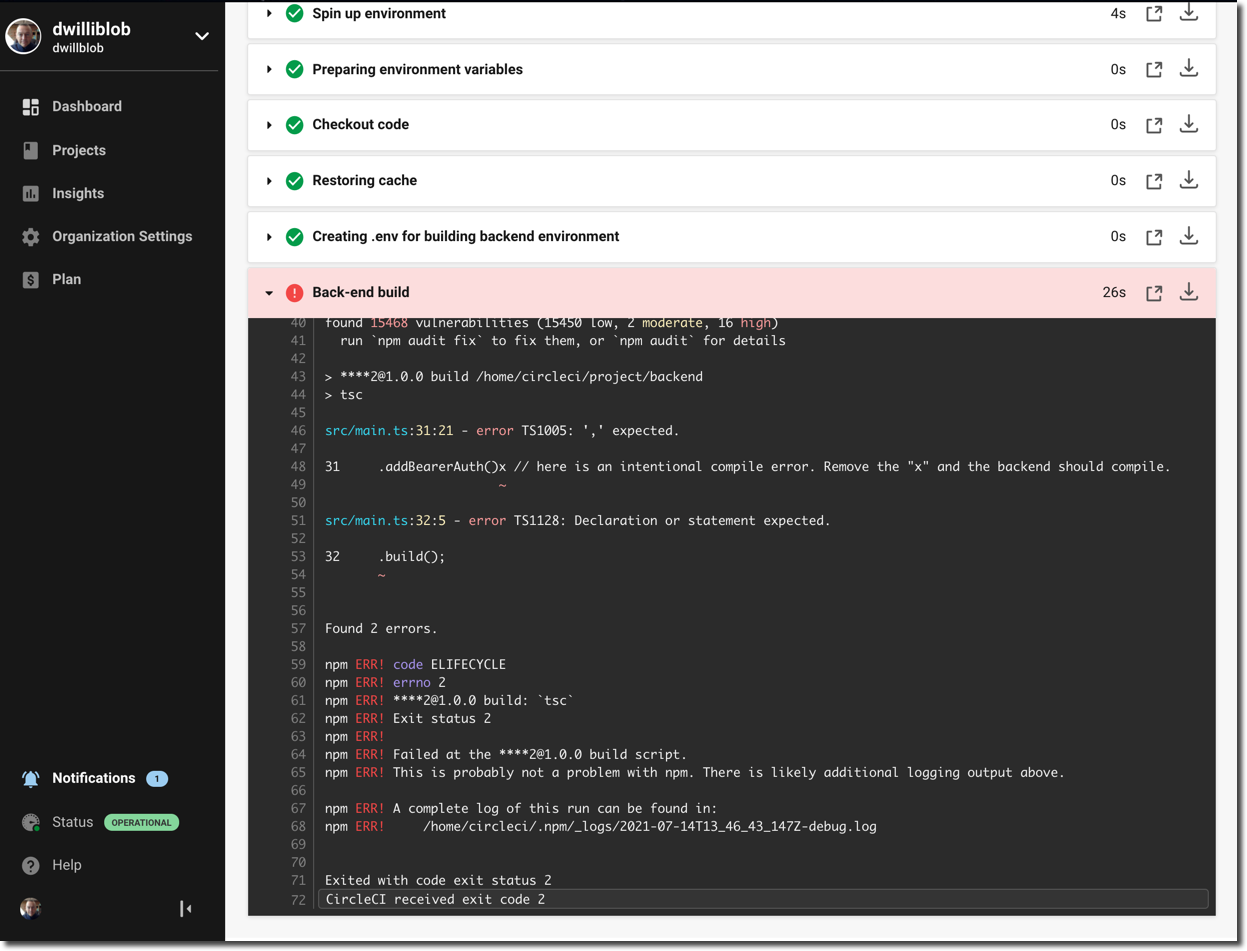 dwilliblob
dwillblob
Dashboard
Projects
Insights
Organization Settings
Plan
Notifications 1
Status OPERATIONAL
Help
Spin up environment 4s
Preparing environment variables 0s
Checkout code 0s
Restoring cache 0s
Creating .env for building backend environment 0s
Back-end build 26s
40 found 15468 vulnerabilities (15450 low, 2 moderate, 16 high)
41   run `npm audit fix` to fix them, or `npm audit` for details
42
43 > ****2@1.0.0 build /home/circleci/project/backend
44 > tsc
45
46 src/main.ts:31:21 - error TS1005: ',' expected.
47
48 31     .addBearerAuth()x // here is an intentional compile error. Remove the "x" and the backend should compile.
49                        ~
50
51 src/main.ts:32:5 - error TS1128: Declaration or statement expected.
52
53 32     .build();
54        ~
55
56
57 Found 2 errors.
58
59 npm ERR! code ELIFECYCLE
60 npm ERR! errno 2
61 npm ERR! ****2@1.0.0 build: `tsc`
62 npm ERR! Exit status 2
63 npm ERR!
64 npm ERR! Failed at the ****2@1.0.0 build script.
65 npm ERR! This is probably not a problem with npm. There is likely additional logging output above.
66
67 npm ERR! A complete log of this run can be found in:
68 npm ERR!     /home/circleci/.npm/_logs/2021-07-14T13_46_43_147Z-debug.log
69
70
71 Exited with code exit status 2
72 CircleCI received exit code 2